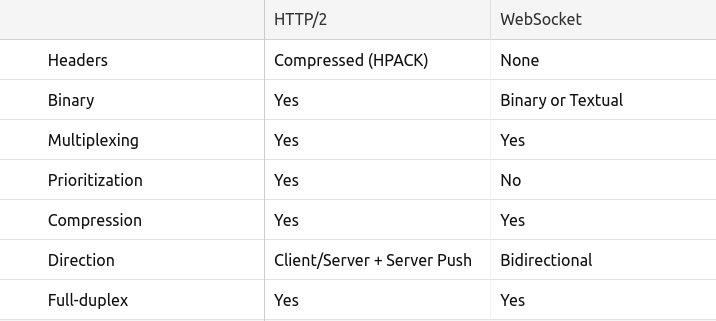 HTTP/2 WebSocket
Headers Compressed (HPACK) None
Binary Yes Binary or Textual
Multiplexing Yes Yes
Prioritization Yes No
Compression Yes Yes
Direction Client/Server + Server Push Bidirectional
Full-duplex Yes Yes